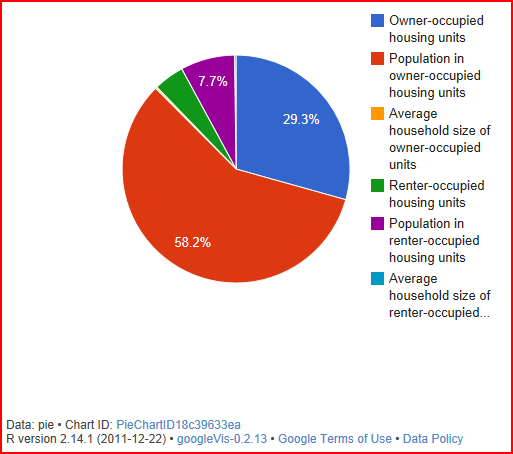 29.3%
7.7%
58.2%
Owner-occupied
housing units
Population in
owner-occupied
housing units
Average
household size of
owner-occupied
units
Renter-occupied
housing units
Population in
renter-occupied
housing units
Average
household size of
renter-occupied...
Data: pie • Chart ID: PieChartID18c39633ea
R version 2.14.1 (2011-12-22) • googleVis-0.2.13 • Google Terms of Use • Data Policy